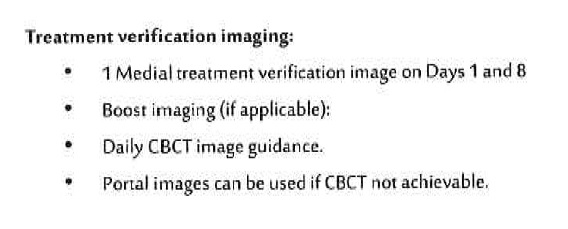 Treatment verification imaging:
• 1 Medial treatment verification image on Days 1 and 8
• Boost imaging (if applicable):
• Daily CBCT image guidance.
• Portal images can be used if CBCT not achievable.